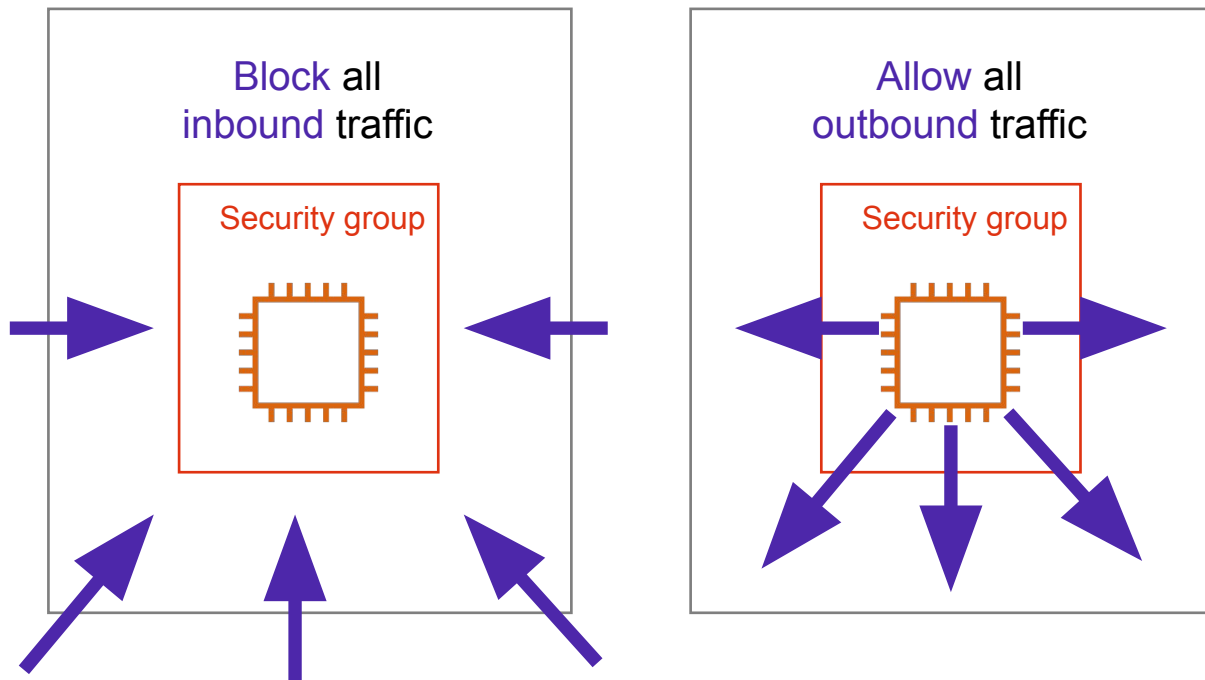 Block all
inbound traffic
Security group
Allow all
outbound traffic
Security group